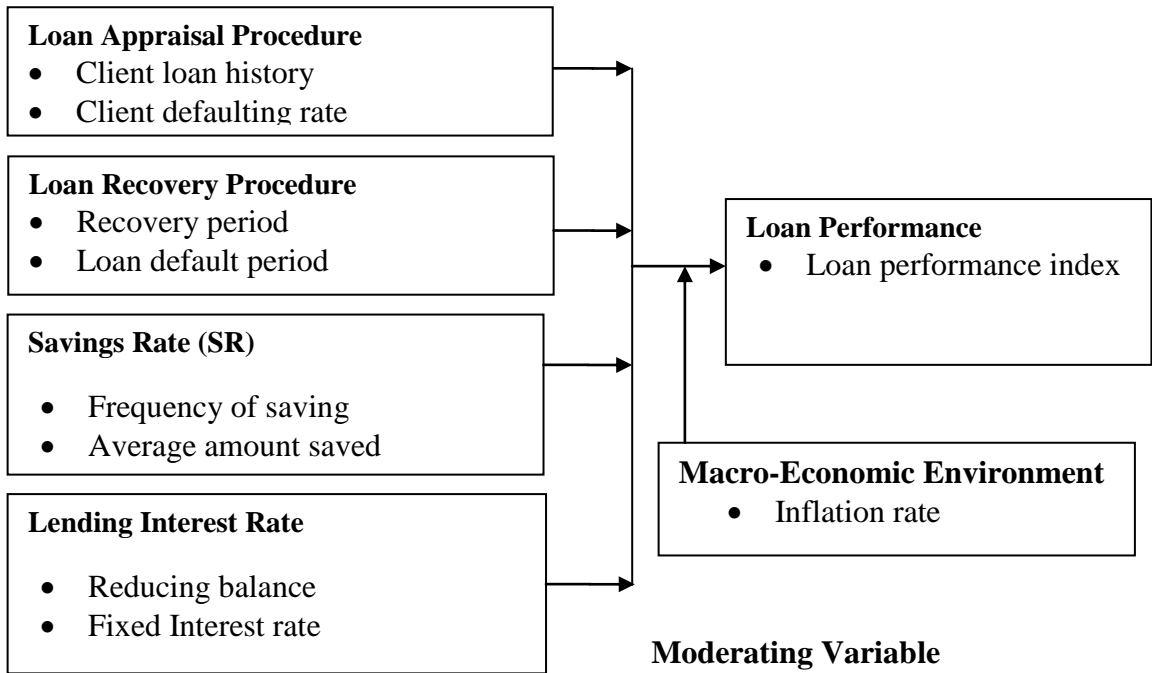 Loan Appraisal Procedure
• Client loan history
• Client defaulting rate
Loan Recovery Procedure
• Recovery period
• Loan default period
Savings Rate (SR)
• Frequency of saving
• Average amount saved
Lending Interest Rate
• Reducing balance
• Fixed Interest rate
Loan Performance
• Loan performance index
Macro-Economic Environment
• Inflation rate
Moderating Variable